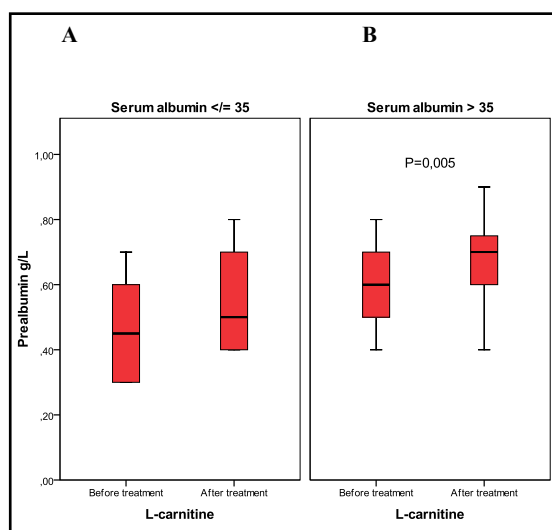 A B
Serum albumin </= 35 Serum albumin > 35
P=0,005
Prealbumin g/L
1,00
,80
,60
,40
,20
,00
Before treatment After treatment Before treatment After treatment
L-carnitine L-carnitine